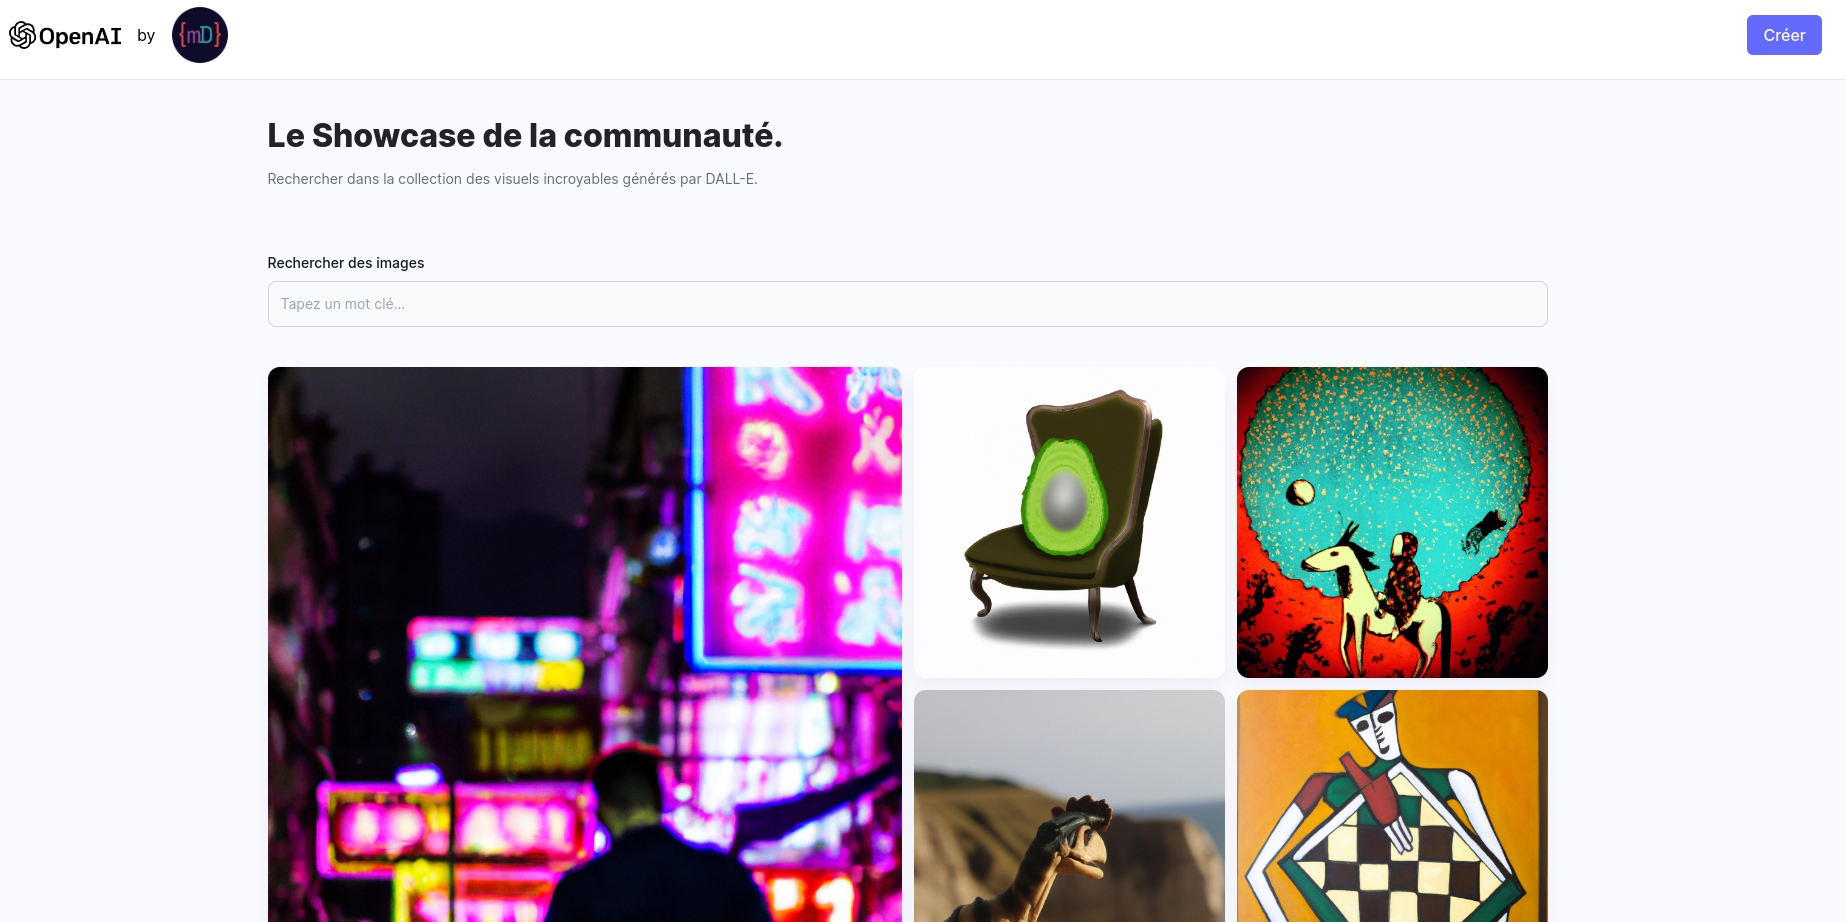 OpenAI by {mD}
Créer
Le Showcase de la communauté.
Rechercher dans la collection des visuels incroyables générés par DALL-E.
Rechercher des images
Tapez un mot clé...